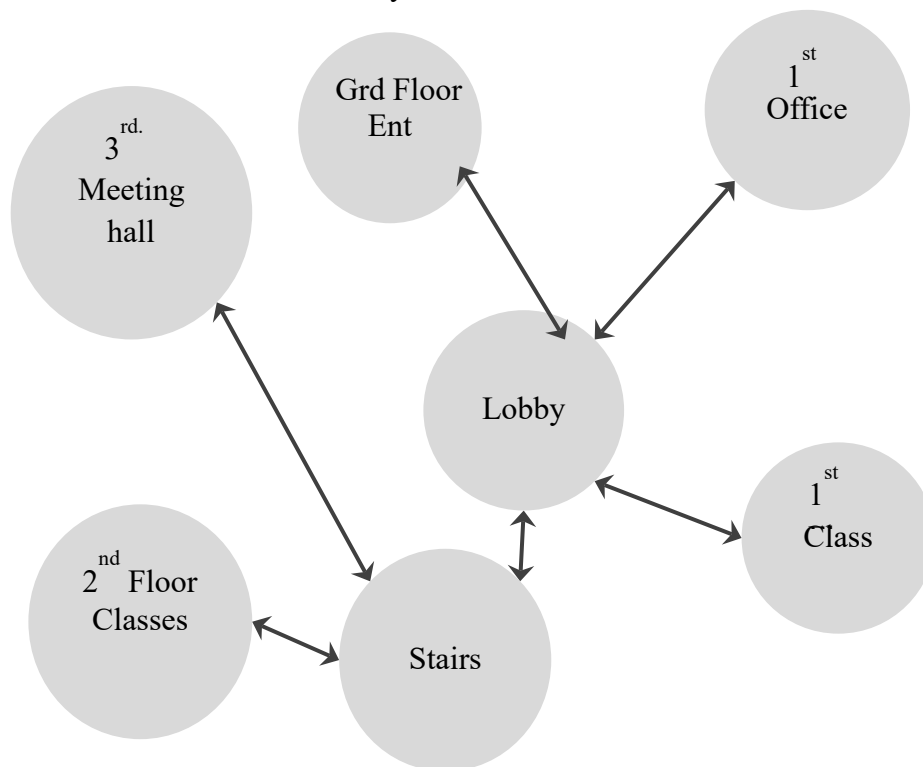 Grd Floor
Ent
1st
Office
3rd.
Meeting
hall
Lobby
1st
Class
2nd Floor
Classes
Stairs